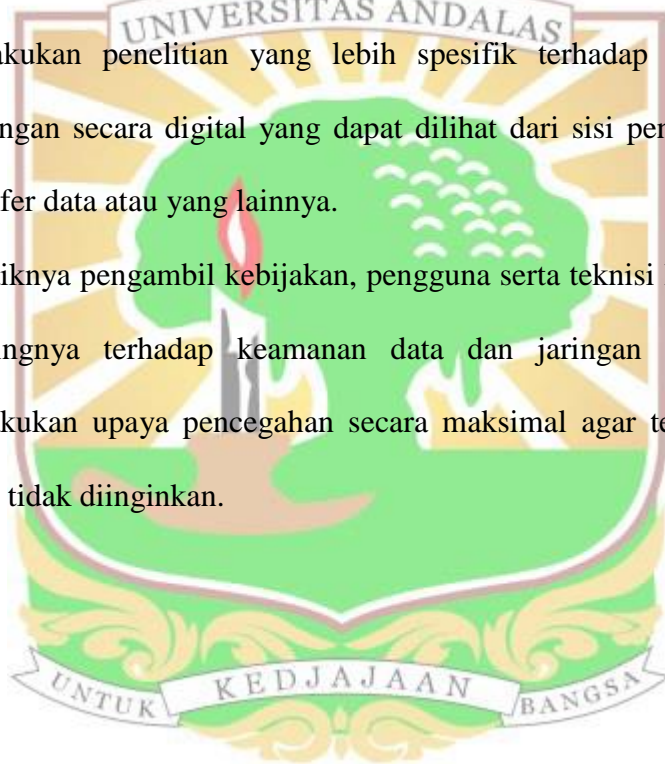 UNIVERSITAS ANDALAS
akukan penelitian yang lebih spesifik terhadap
ngan secara digital yang dapat dilihat dari sisi pen
fer data atau yang lainnya.
iknya pengambil kebijakan, pengguna serta teknisi
ingnya terhadap keamanan data dan jaringan
kukan upaya pencegahan secara maksimal agar te
tidak diinginkan.
UNTUK KEDJAJAAN BANGSA